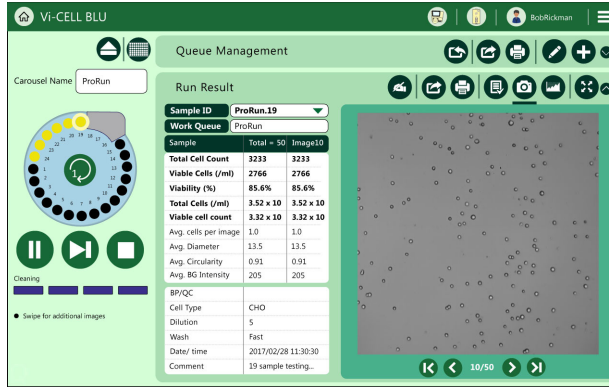 Vi-CELL BLU
BobRickman
Carousel Name ProRun
Queue Management
Run Result
Sample ID ProRun.19
Work Queue ProRun
Sample Total = 50 Image10
Total Cell Count 3233 3233
Viable Cells (/ml) 2766 2766
Viability (%) 85.6% 85.6%
Total Cells (/ml) 3.52 x 10 3.52 x 10
Viable cell count 3.32 x 10 3.32 x 10
Avg. cells per image 1.0 1.0
Avg. Diameter 13.5 13.5
Avg. Circularity 0.91 0.91
Avg. BG Intensity 205 205
BP/QC
Cell Type CHO
Dilution 5
Wash Fast
Date/ time 2017/02/28 11:30:30
Comment 19 sample testing...
Cleaning
Swipe for additional images
10/50